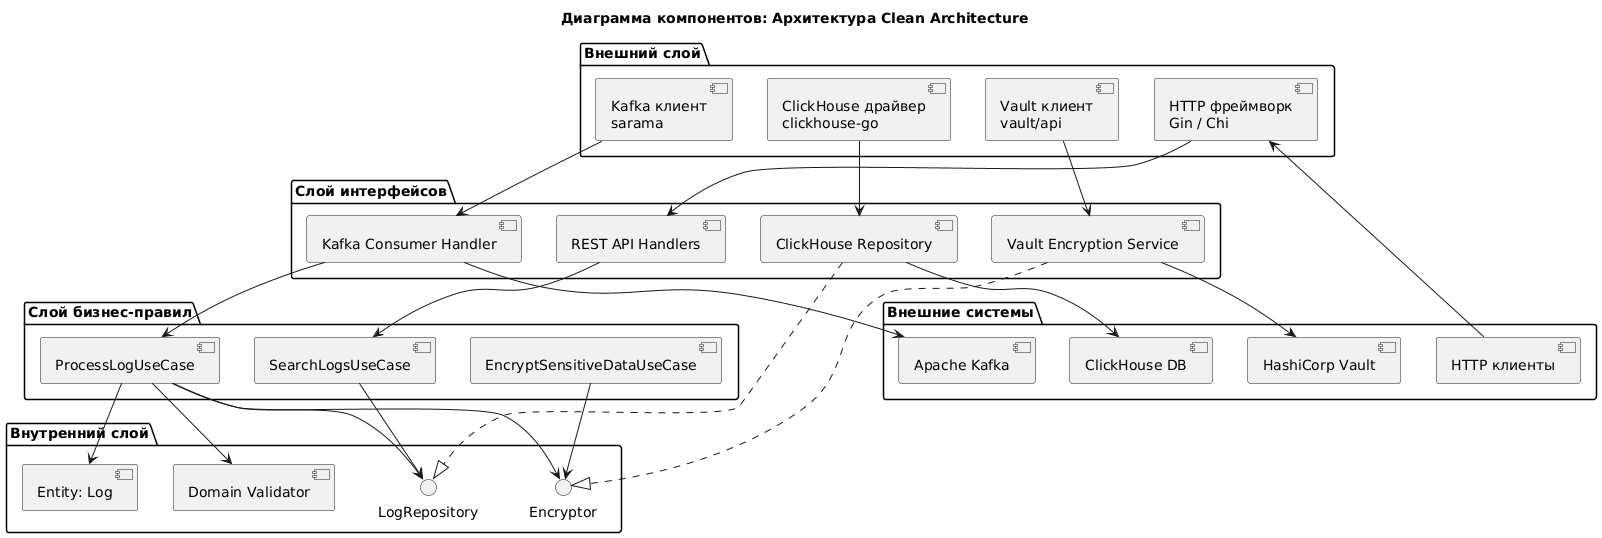 Диаграмма компонентов: Архитектура Clean Architecture
Внешний слой
Kafka клиент
sarama
ClickHouse драйвер
clickhouse-go
Vault клиент
vault/api
HTTP фреймворк
Gin / Chi
Слой интерфейсов
Kafka Consumer Handler
REST API Handlers
ClickHouse Repository
Vault Encryption Service
Слой бизнес-правил
ProcessLogUseCase
SearchLogsUseCase
EncryptSensitiveDataUseCase
Внешние системы
Apache Kafka
ClickHouse DB
HashiCorp Vault
HTTP клиенты
Внутренний слой
Entity: Log
Domain Validator
LogRepository
Encryptor